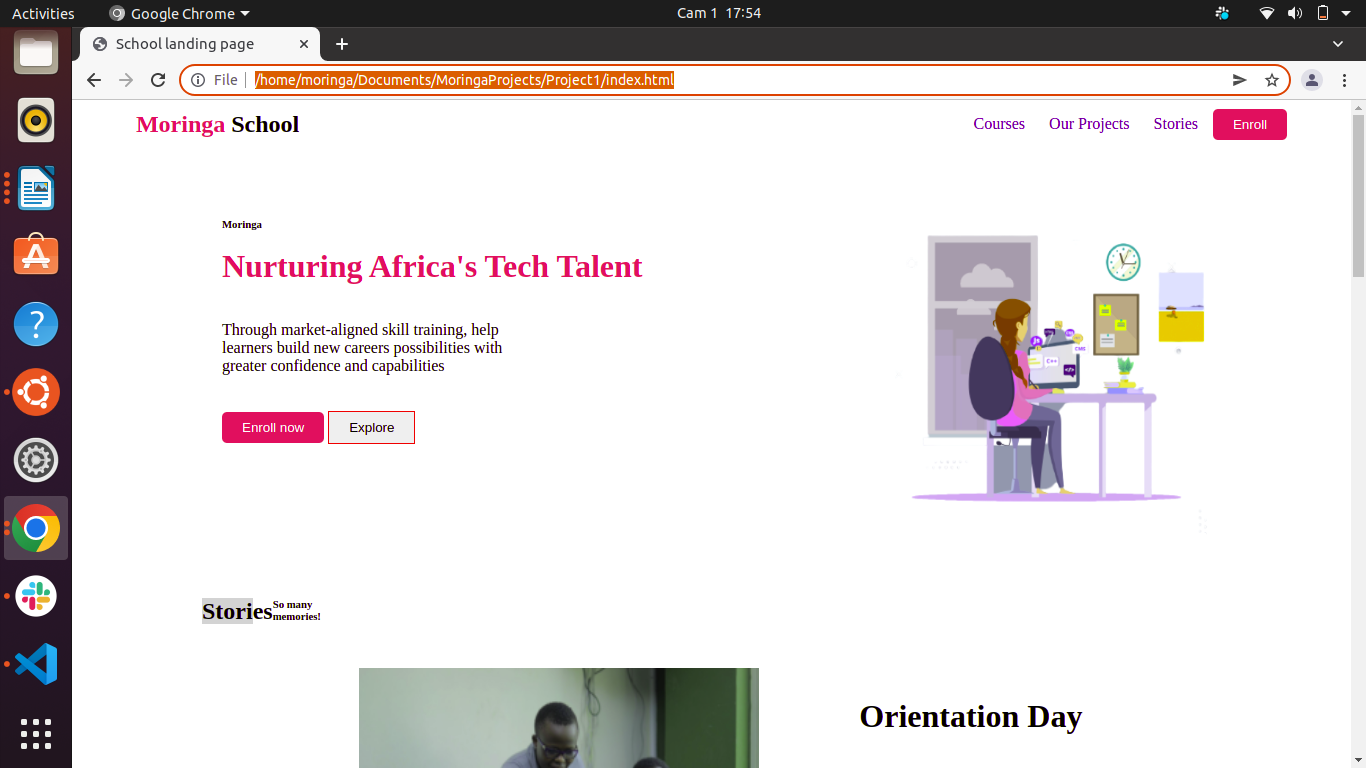 Activities
Google Chrome
Cam 1 17:54
School landing page
File
/home/moringa/Documents/MoringaProjects/Project1/index.html
Moringa School
Courses
Our Projects
Stories
Enroll
Moringa
Nurturing Africa's Tech Talent
Through market-aligned skill training, help
learners build new careers possibilities with
greater confidence and capabilities
Enroll now
Explore
C++
CMS
Stories
So many
memories!
Orientation Day